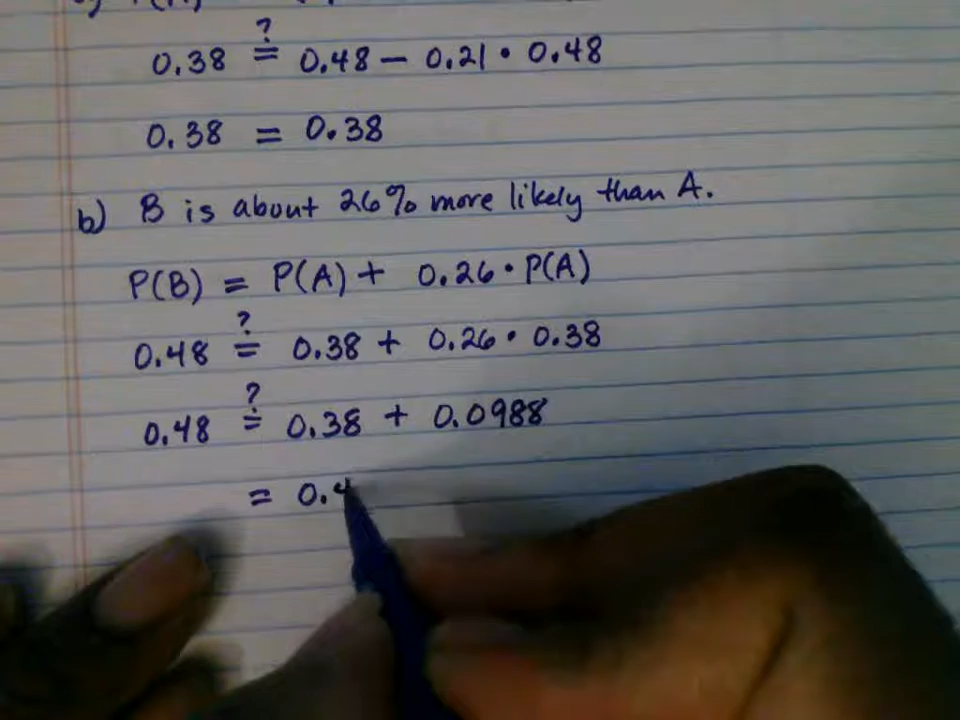 0.38 ≟ 0.48 − 0.21 • 0.48
0.38 = 0.38
b) B is about 26% more likely than A.
P(B) = P(A) + 0.26 • P(A)
0.48 ≟ 0.38 + 0.26 • 0.38
0.48 ≟ 0.38 + 0.0988
= 0.4